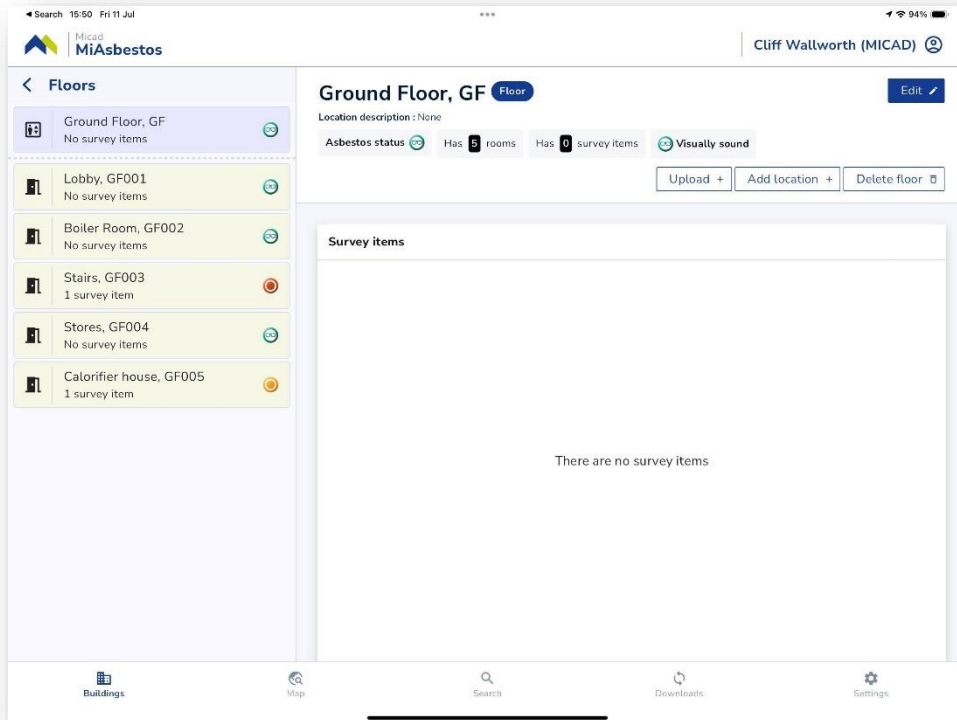 Search 15:50 Fri 11 Jul
94%
Micad
MiAsbestos
Cliff Wallworth (MICAD)
Floors
Ground Floor, GF
No survey items
Lobby, GF001
No survey items
Boiler Room, GF002
No survey items
Stairs, GF003
1 survey item
Stores, GF004
No survey items
Calorifier house, GF005
1 survey item
Ground Floor, GF Floor
Edit
Location description : None
Asbestos status Has 5 rooms Has 0 survey items Visually sound
Upload + Add location + Delete floor
Survey items
There are no survey items
Buildings Map Search Downloads Settings